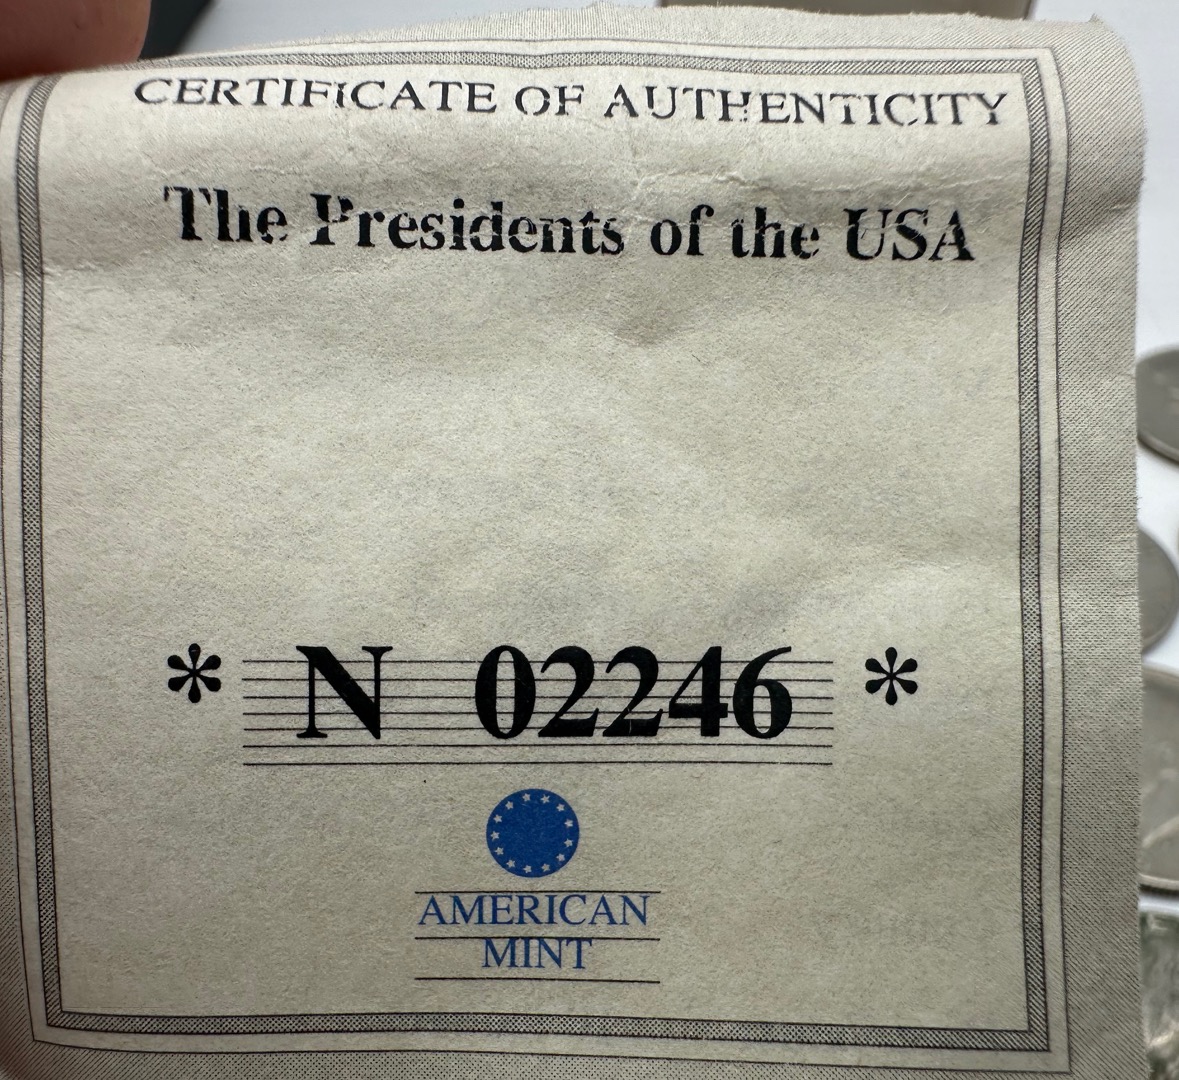 CERTIFICATE OF AUTHENTICITY
The Presidents of the USA
* N 02246 *
AMERICAN
MINT